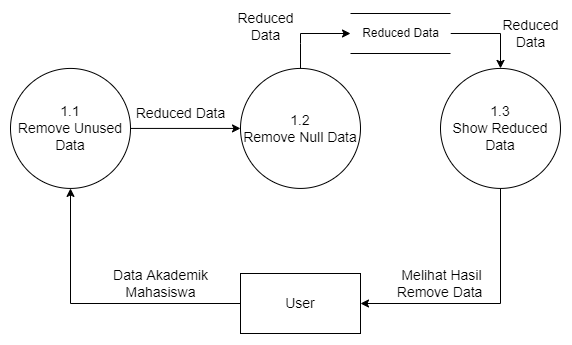 Reduced
Data
Reduced Data
Reduced
Data
1.1
Remove Unused
Data
Reduced Data
1.2
Remove Null Data
1.3
Show Reduced
Data
Data Akademik
Mahasiswa
User
Melihat Hasil
Remove Data